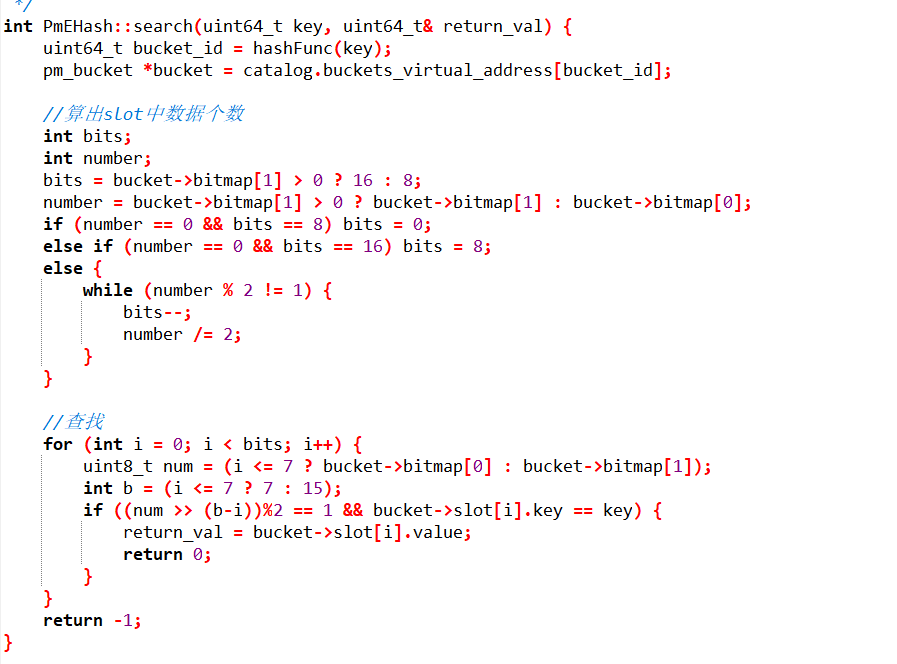 */
int PmEHash::search(uint64_t key, uint64_t& return_val) {
    uint64_t bucket_id = hashFunc(key);
    pm_bucket *bucket = catalog.buckets_virtual_address[bucket_id];

    //算出slot中数据个数
    int bits;
    int number;
    bits = bucket->bitmap[1] > 0 ? 16 : 8;
    number = bucket->bitmap[1] > 0 ? bucket->bitmap[1] : bucket->bitmap[0];
    if (number == 0 && bits == 8) bits = 0;
    else if (number == 0 && bits == 16) bits = 8;
    else {
        while (number % 2 != 1) {
            bits--;
            number /= 2;
        }
    }

    //查找
    for (int i = 0; i < bits; i++) {
        uint8_t num = (i <= 7 ? bucket->bitmap[0] : bucket->bitmap[1]);
        int b = (i <= 7 ? 7 : 15);
        if ((num >> (b-i))%2 == 1 && bucket->slot[i].key == key) {
            return_val = bucket->slot[i].value;
            return 0;
        }
    }
    return -1;
}